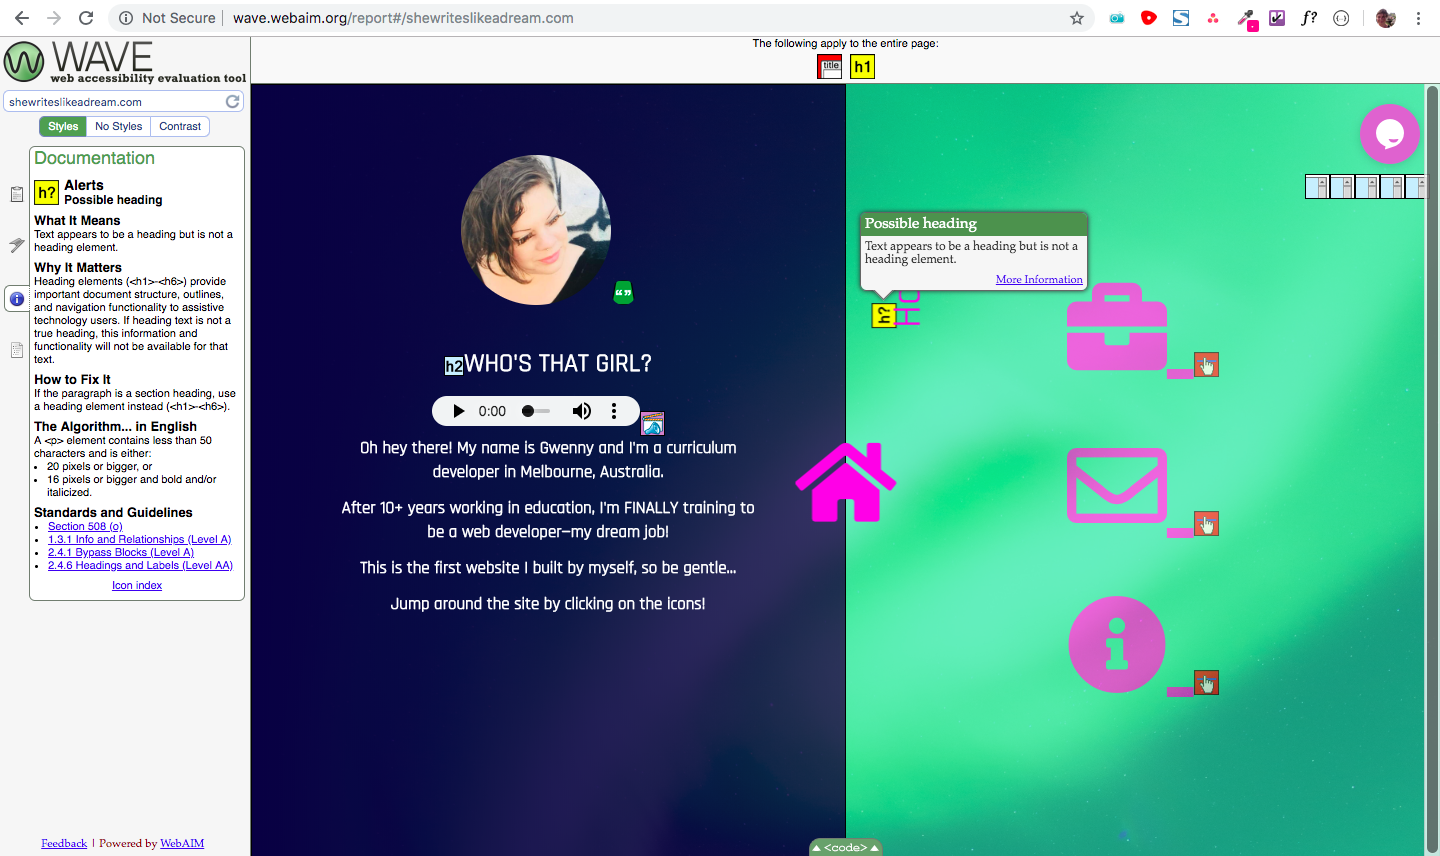 Not Secure
wave.webaim.org/report#/shewriteslikeadream.com
f?
WAVE
web accessibility evaluation tool
shewriteslikeadream.com
Styles
No Styles
Contrast
Documentation
h?
Alerts
Possible heading
What It Means
Text appears to be a heading but is not a
heading element.
Why It Matters
Heading elements (<h1>-<h6>) provide
important document structure, outlines,
and navigation functionality to assistive
technology users. If heading text is not a
true heading, this information and
functionality will not be available for that
text.
How to Fix It
If the paragraph is a section heading, use
a heading element instead (<h1>-<h6>).
The Algorithm... in English
A <p> element contains less than 50
characters and is either:
• 20 pixels or bigger, or
• 16 pixels or bigger and bold and/or
italicized.
Standards and Guidelines
• Section 508 (o)
• 1.3.1 Info and Relationships (Level A)
• 2.4.1 Bypass Blocks (Level A)
• 2.4.6 Headings and Labels (Level AA)
Icon index
Feedback | Powered by WebAIM
The following apply to the entire page:
title
h1
h2
WHO'S THAT GIRL?
0:00
Oh hey there! My name is Gwenny and I'm a curriculum
developer in Melbourne, Australia.
After 10+ years working in education, I'm FINALLY training to
be a web developer—my dream job!
This is the first website I built by myself, so be gentle...
Jump around the site by clicking on the icons!
Possible heading
Text appears to be a heading but is not a
heading element.
More Information
h?
<code>